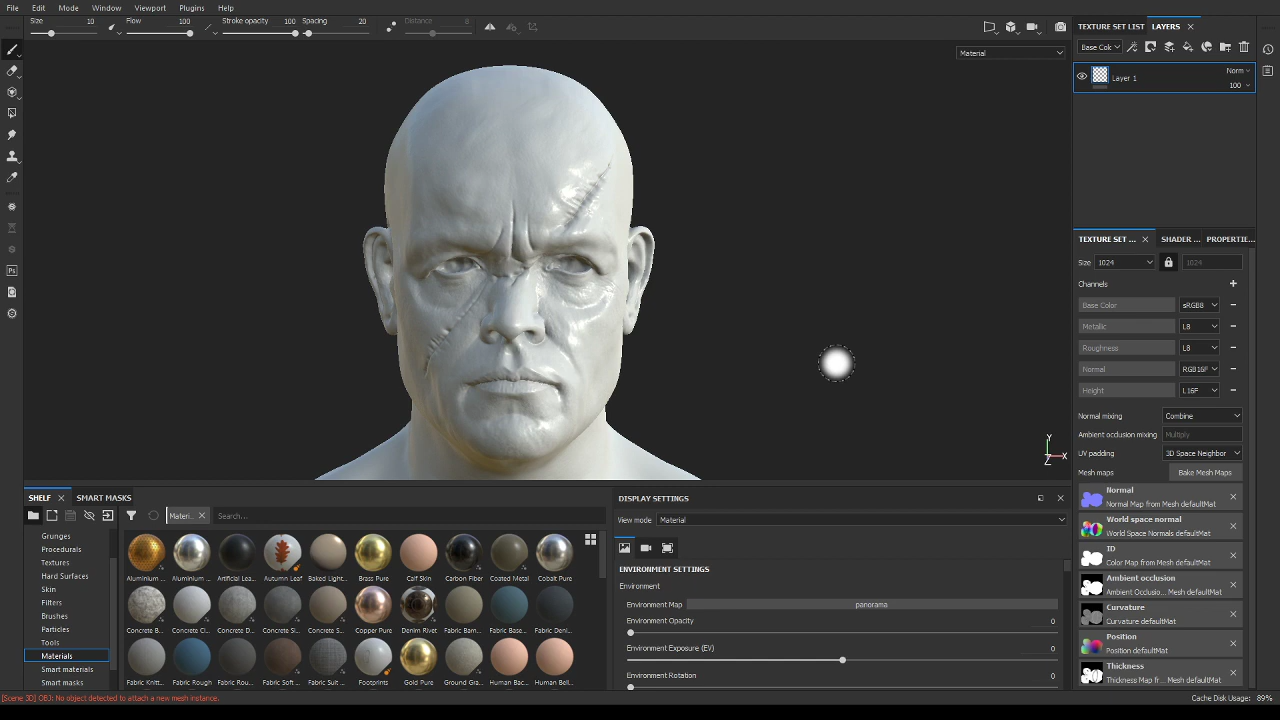 File Edit Mode Window Viewport Plugins Help
Size 10 Flow 100 Stroke opacity 100 Spacing 20 Distance 8
Material
TEXTURE SET LIST LAYERS
Base Col
Layer 1 Norm
100
TEXTURE SET ... SHADER ... PROPERTIE...
Size 1024 1024
Channels
Base Color sRGB8
Metallic L8
Roughness L8
Normal RGB16F
Height L16F
Normal mixing Combine
Ambient occlusion mixing Multiply
UV padding 3D Space Neighbor
Mesh maps Bake Mesh Maps
Normal
Normal Map from Mesh defaultMat
World space normal
World Space Normals defaultMat
ID
Color Map from Mesh defaultMat
Ambient occlusion
Ambient Occlusio... Mesh defaultMat
Curvature
Curvature defaultMat
Position
Position defaultMat
Thickness
Thickness Map fr... Mesh defaultMat
Y
X
Z
Ps
SHELF SMART MASKS
Materi... Search...
Grunges
Procedurals
Textures
Hard Surfaces
Skin
Filters
Brushes
Particles
Tools
Materials
Smart materials
Smart masks
Aluminium ... Aluminium ... Artificial Lea... Autumn Leaf Baked Light... Brass Pure Calf Skin Carbon Fiber Coated Metal Cobalt Pure
Concrete B... Concrete Cl... Concrete D... Concrete Si... Concrete S... Copper Pure Denim Rivet Fabric Bam... Fabric Base... Fabric Deni...
Fabric Knitt... Fabric Rough Fabric Rou... Fabric Soft ... Fabric Suit ... Footprints Gold Pure Ground Gra... Human Bac... Human Bell...
DISPLAY SETTINGS
View mode Material
ENVIRONMENT SETTINGS
Environment
Environment Map panorama
Environment Opacity 0
Environment Exposure (EV) 0
Environment Rotation 0
[Scene 3D] OBJ: No object detected to attach a new mesh instance.
Cache Disk Usage: 89%